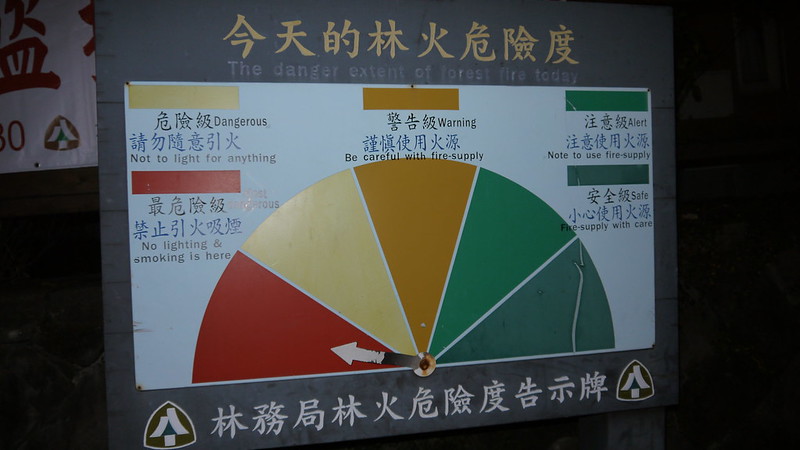 今天的林火危險度
The danger extent of forest fire today
危險級 Dangerous
請勿隨意引火
Not to light for anything
警告級 Warning
謹慎使用火源
Be careful with fire-supply
注意級 Alert
注意使用火源
Note to use fire-supply
最危險級 Most dangerous
禁止引火吸煙
No lighting &
smoking is here
安全級 Safe
小心使用火源
Fire-supply with care
林務局林火危險度告示牌
30